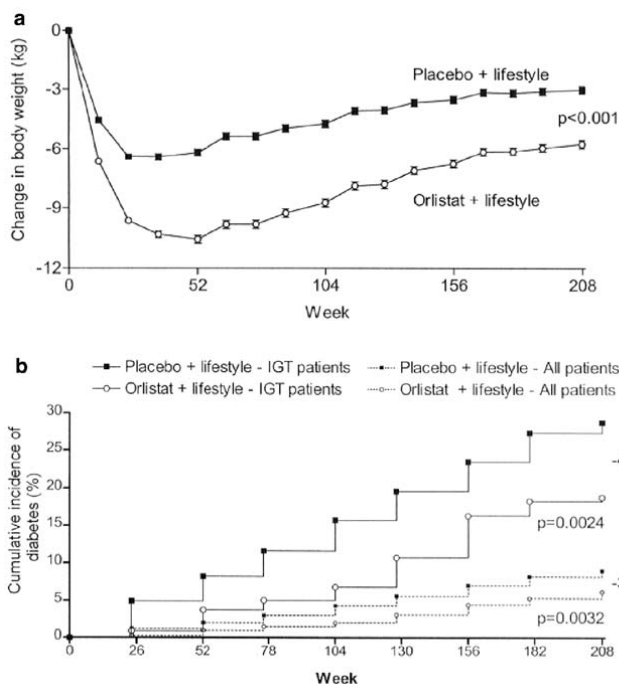 a
Change in body weight (kg)
0
-3
-6
-9
-12
Placebo + lifestyle
p<0.001
Orlistat + lifestyle
0 52 104 156 208
Week
b
Placebo + lifestyle - IGT patients Placebo + lifestyle - All patients
Orlistat + lifestyle - IGT patients Orlistat + lifestyle - All patients
Cumulative incidence of
diabetes (%)
30
25
20
15
10
5
0
p=0.0024
p=0.0032
0 26 52 78 104 130 156 182 208
Week